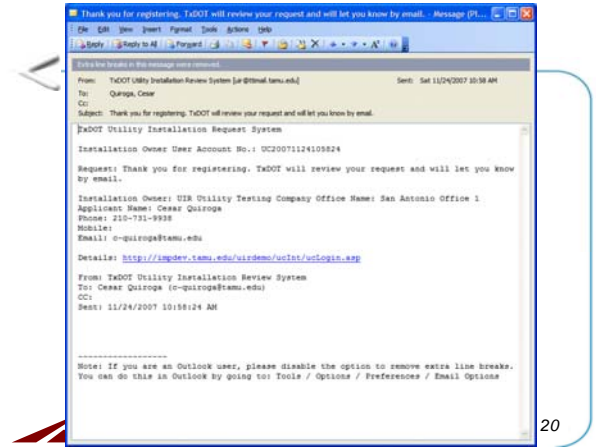 Thank you for registering. TxDOT will review your request and will let you know by email. - Message (Pl...
File Edit View Insert Format Tools Actions Help
Reply Reply to All Forward
Extra line breaks in this message were removed.
From: TxDOT Utility Installation Review System [uir@ttimail.tamu.edu] Sent: Sat 11/24/2007 10:58 AM
To: Quiroga, Cesar
Cc:
Subject: Thank you for registering. TxDOT will review your request and will let you know by email.
TxDOT Utility Installation Request System
Installation Owner User Account No.: UC20071124105824
Request: Thank you for registering. TxDOT will review your request and will let you know
by email.
Installation Owner: UIR Utility Testing Company Office Name: San Antonio Office 1
Applicant Name: Cesar Quiroga
Phone: 210-731-9938
Mobile:
Email: c-quiroga@tamu.edu
Details: http://impdev.tamu.edu/uirdemo/ucInt/ucLogin.asp
From: TxDOT Utility Installation Review System
To: Cesar Quiroga (c-quiroga@tamu.edu)
CC:
Sent: 11/24/2007 10:58:24 AM
-----------------
Note: If you are an Outlook user, please disable the option to remove extra line breaks.
You can do this in Outlook by going to: Tools / Options / Preferences / Email Options
20